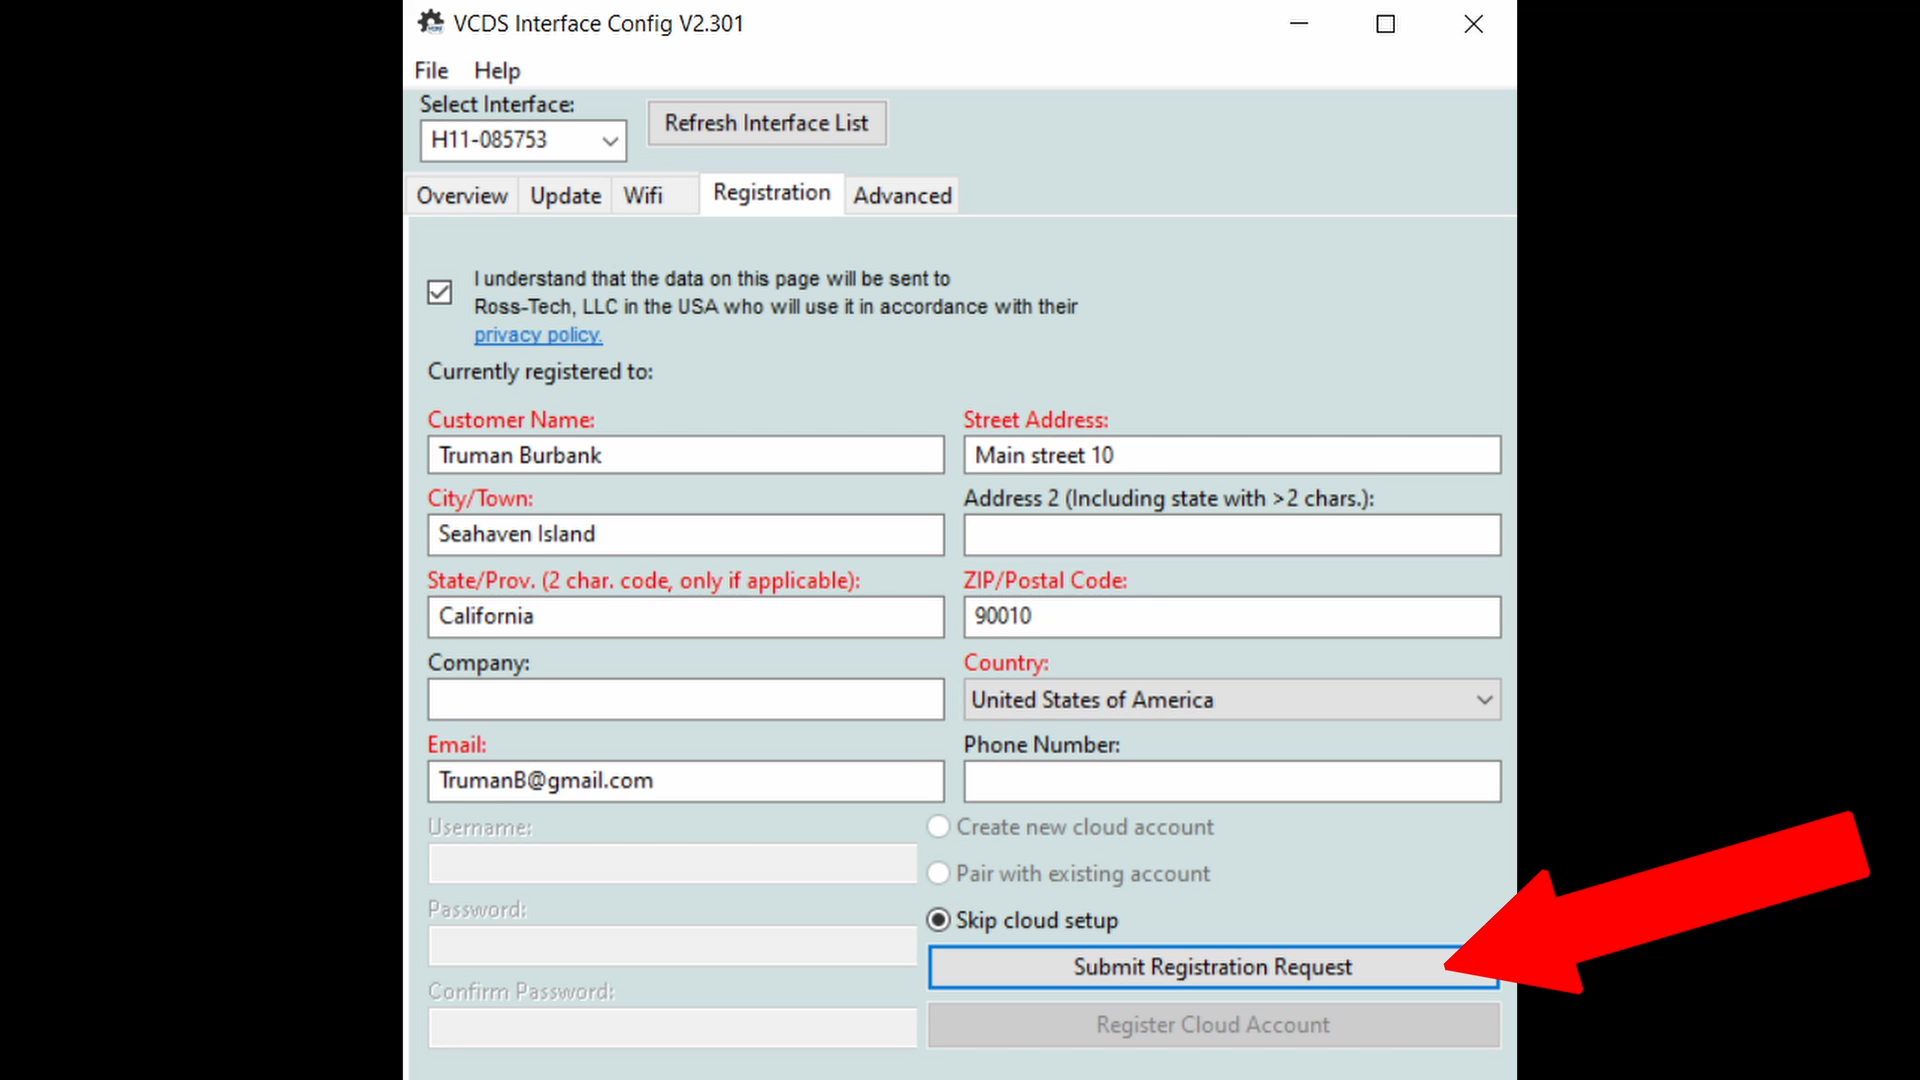 VCDS Interface Config V2.301
File Help
Select Interface:
H11-085753
Refresh Interface List
Overview Update Wifi Registration Advanced
I understand that the data on this page will be sent to
Ross-Tech, LLC in the USA who will use it in accordance with their
privacy policy.
Currently registered to:
Customer Name:
Truman Burbank
Street Address:
Main street 10
City/Town:
Seahaven Island
Address 2 (Including state with >2 chars.):
State/Prov. (2 char. code, only if applicable):
California
ZIP/Postal Code:
90010
Company:
Country:
United States of America
Email:
TrumanB@gmail.com
Phone Number:
Username:
Create new cloud account
Pair with existing account
Password:
Skip cloud setup
Submit Registration Request
Confirm Password:
Register Cloud Account